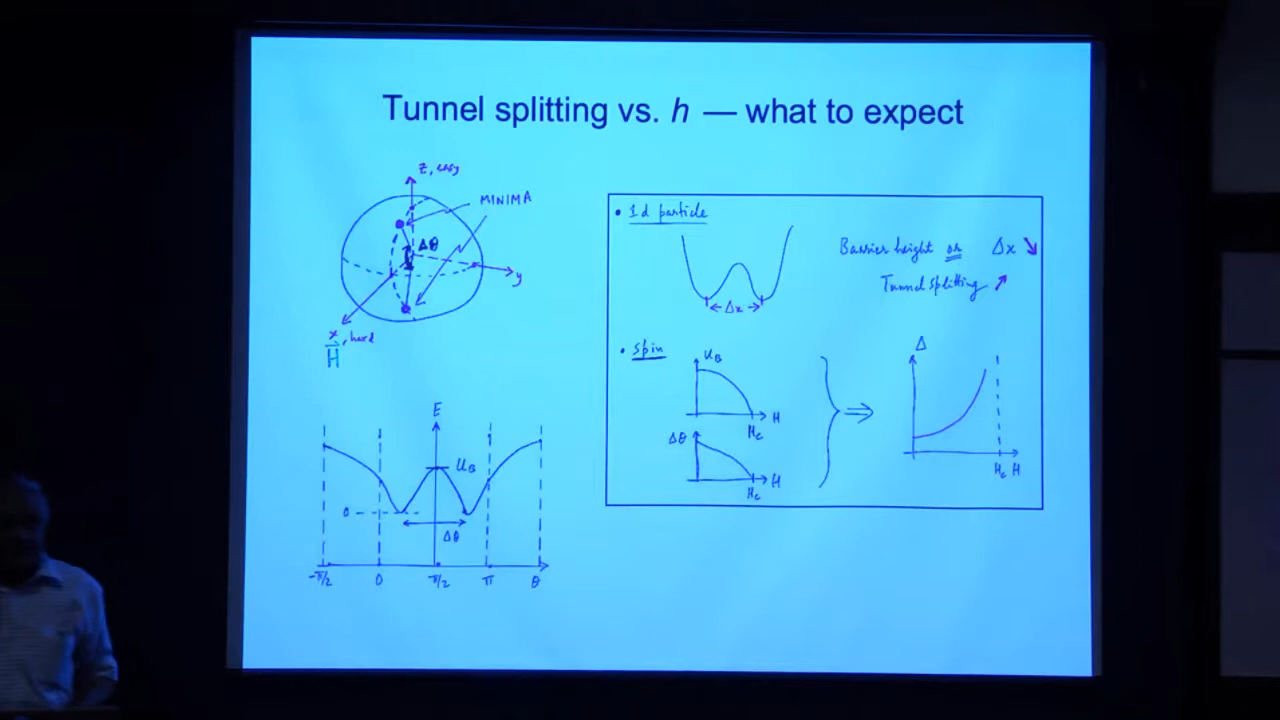 Tunnel splitting vs. h — what to expect
z, easy
MINIMA
Δθ
y
x, hard
H
• 1d particle
Δx
Barrier height or Δx ↘
Tunnel splitting ↗
• Spin
U_B
H
H_c
Δθ
H
H_c
⇒
Δ
H_c H
E
U_B
0
Δθ
-π/2 0 π/2 π θ